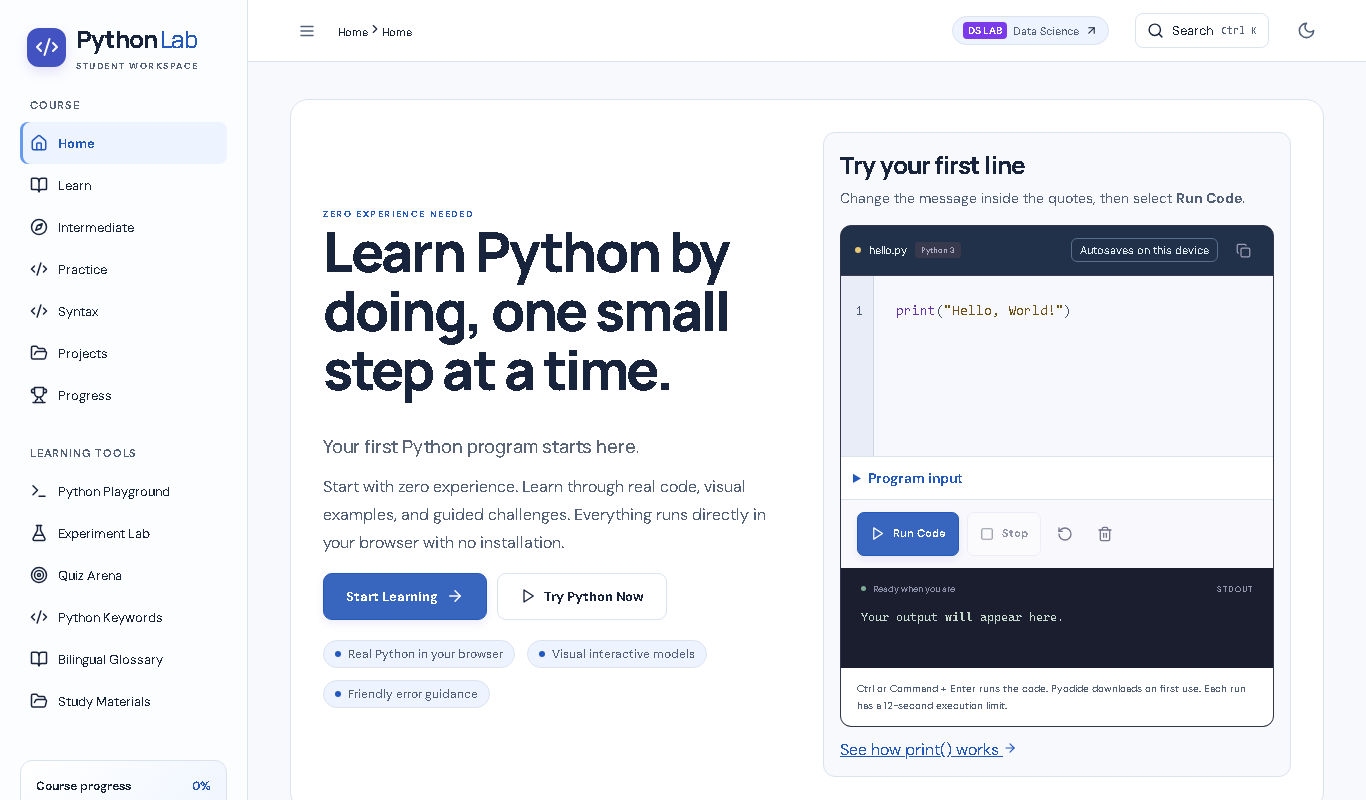 PythonLab
STUDENT WORKSPACE
COURSE
Home
Learn
Intermediate
Practice
Syntax
Projects
Progress
LEARNING TOOLS
Python Playground
Experiment Lab
Quiz Arena
Python Keywords
Bilingual Glossary
Study Materials
Course progress 0%
Home > Home
DS LAB Data Science
Search Ctrl K
ZERO EXPERIENCE NEEDED
Learn Python by
doing, one small
step at a time.
Your first Python program starts here.
Start with zero experience. Learn through real code, visual
examples, and guided challenges. Everything runs directly in
your browser with no installation.
Start Learning
Try Python Now
Real Python in your browser
Visual interactive models
Friendly error guidance
Try your first line
Change the message inside the quotes, then select Run Code.
hello.py Python 3 Autosaves on this device
1 print("Hello, World!")
Program input
Run Code Stop
Ready when you are STDOUT
Your output will appear here.
Ctrl or Command + Enter runs the code. Pyodide downloads on first use. Each run
has a 12-second execution limit.
See how print() works